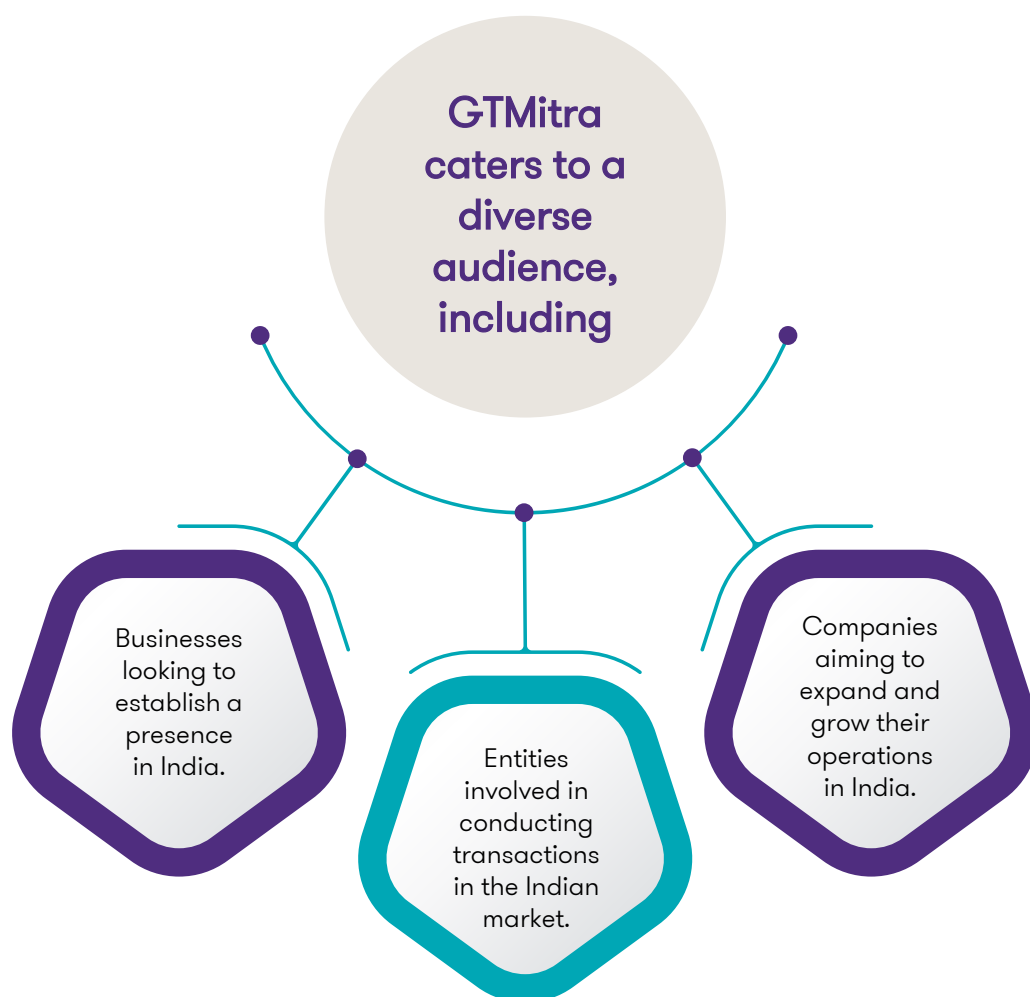 GTMitra
caters to a
diverse
audience,
including
Businesses
looking to
establish a
presence
in India.
Entities
involved in
conducting
transactions
in the Indian
market.
Companies
aiming to
expand and
grow their
operations
in India.